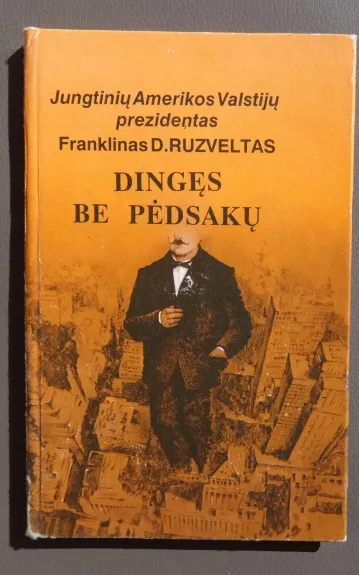 Jungtinių Amerikos Valstijų
prezidentas
Franklinas D.RUZVELTAS
DINGĘS
BE PĖDSAKŲ